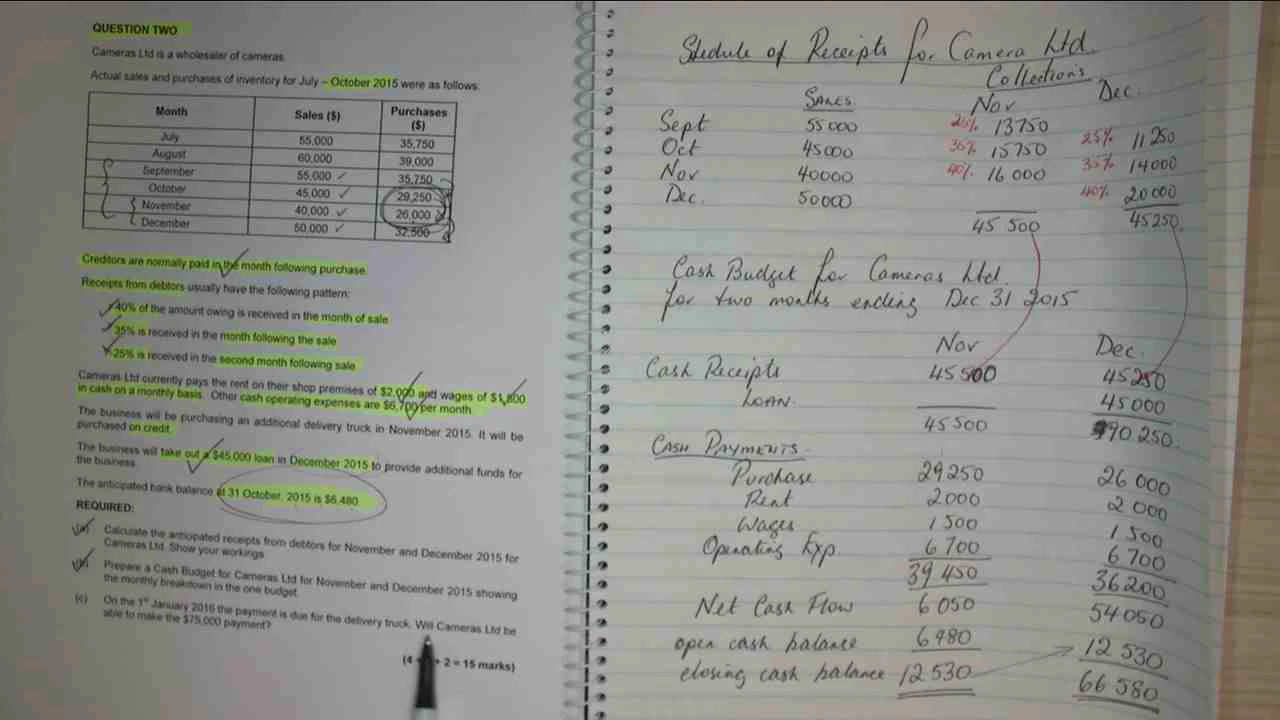 QUESTION TWO
Cameras Ltd is a wholesaler of cameras.
Actual sales and purchases of inventory for July – October 2015 were as follows:
Month Sales ($) Purchases ($)
July 55,000 35,750
August 60,000 39,000
September 55,000 35,750
October 45,000 29,250
November 40,000 26,000
December 50,000 32,500
Creditors are normally paid in the month following purchase.
Receipts from debtors usually have the following pattern:
40% of the amount owing is received in the month of sale
35% is received in the month following the sale
25% is received in the second month following sale
Cameras Ltd currently pays the rent on their shop premises of $2,000 and wages of
in cash on a monthly basis. Other cash operating expenses are $6,700 per month.
The business will be purchasing an additional delivery truck in November 2015. It will be
purchased on credit.
The business will take out a $45,000 loan in December 2015 to provide additional funds for
the business.
The anticipated bank balance at 31 October, 2015 is $6,480.
REQUIRED:
(a) Calculate the anticipated receipts from debtors for November and December 2015 for
Cameras Ltd. Show your workings.
(b) Prepare a Cash Budget for Cameras Ltd for November and December 2015 showing
the monthly breakdown in the one budget.
(c) On the 1st January 2016 the payment is due for the delivery truck. Will Cameras Ltd be
able to make the $75,000 payment?
(4 + 2 = 15 marks)
Shedule of Receipts for Camera Ltd.
Collections
SALES. Nov Dec.
Sept 55000 25% 13750
Oct 45000 35% 15750 25% 11250
Nov 40000 40% 16000 35% 14000
Dec. 50000 40% 20000
45 500 45250.
Cash Budget for Cameras Ltd
for two months ending Dec 31 2015
Nov Dec.
Cash Receipts 45500 45250
LOAN. 45000
45500 90 250.
CASH PAYMENTS.
Purchase 29250 26000
Rent 2000 2000
Wages 1500 1500
Operating Exp. 6700 6700
39 450 36200
Net Cash Flow 6050 54050
open cash balance 6480 12 530
closing cash balance 12530 66 580